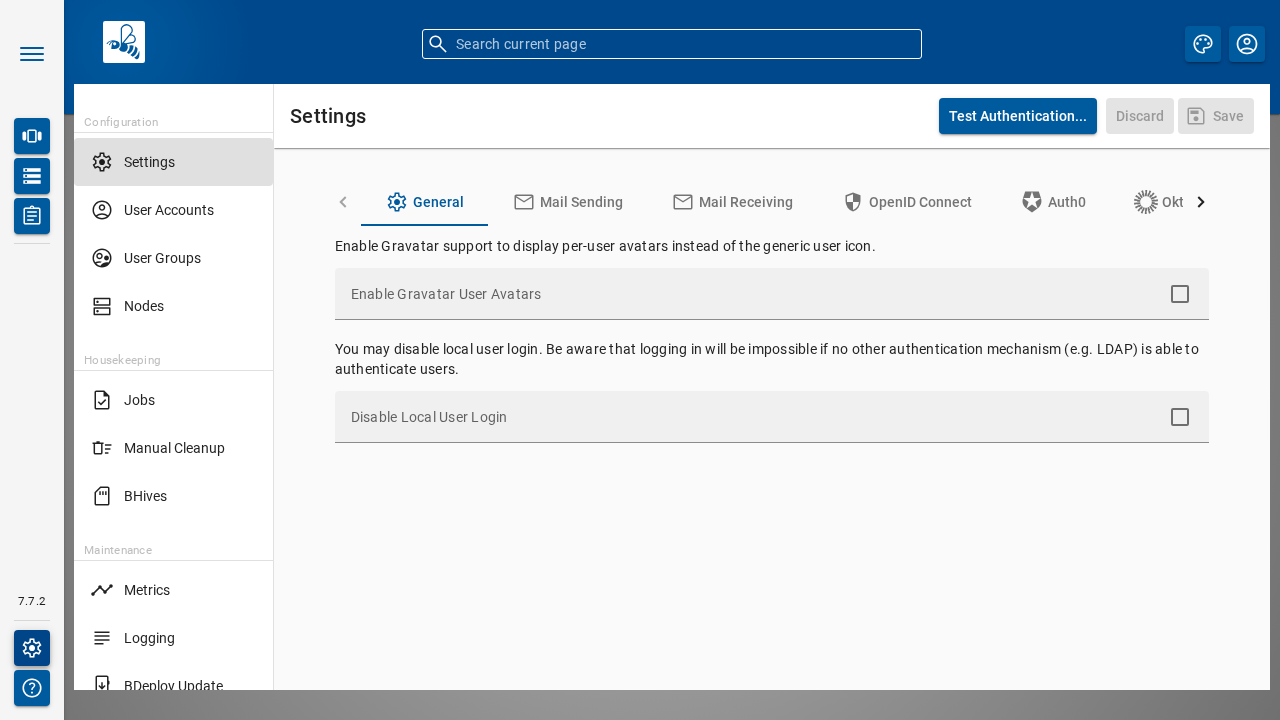 Search current page
7.7.2
Configuration
Settings
User Accounts
User Groups
Nodes
Housekeeping
Jobs
Manual Cleanup
BHives
Maintenance
Metrics
Logging
BDeploy Update
Settings
Test Authentication...
Discard
Save
General
Mail Sending
Mail Receiving
OpenID Connect
Auth0
Okt
Enable Gravatar support to display per-user avatars instead of the generic user icon.
Enable Gravatar User Avatars
You may disable local user login. Be aware that logging in will be impossible if no other authentication mechanism (e.g. LDAP) is able to
authenticate users.
Disable Local User Login